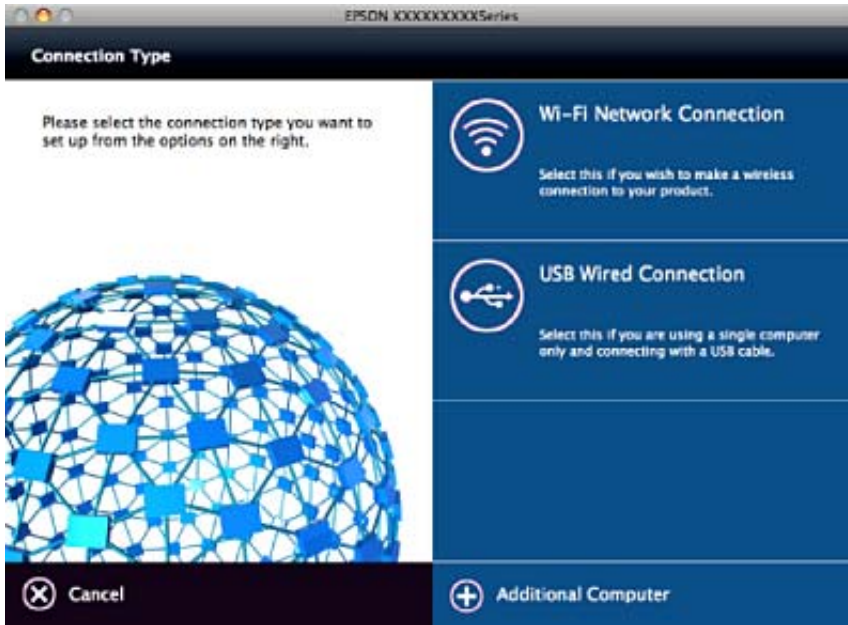 EPSON XXXXXXXXXSeries
Connection Type
Please select the connection type you want to
set up from the options on the right.
Wi-Fi Network Connection
Select this if you wish to make a wireless
connection to your product.
USB Wired Connection
Select this if you are using a single computer
only and connecting with a USB cable.
Cancel
Additional Computer